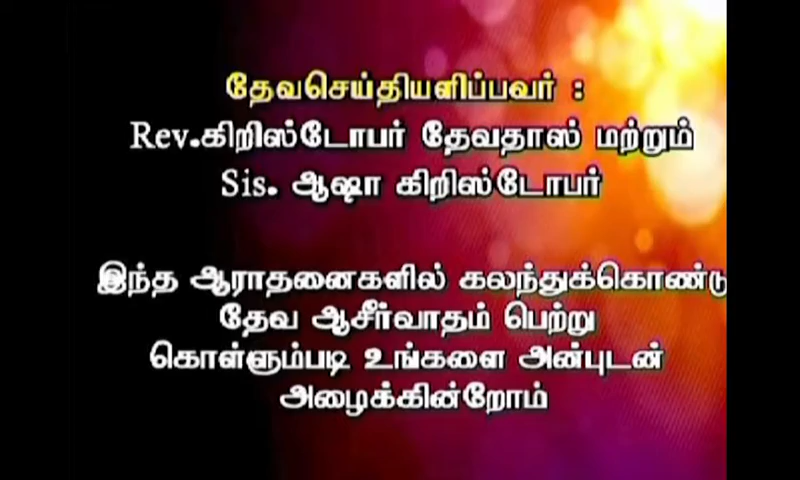 தேவசெய்தியளிப்பவர் :
Rev.கிறிஸ்டோபர் தேவதாஸ் மற்றும்
Sis. ஆஷா கிறிஸ்டோபர்
இந்த ஆராதனைகளில் கலந்துக்கொண்டு
தேவ ஆசீர்வாதம் பெற்று
கொள்ளும்படி உங்களை அன்புடன்
அழைக்கின்றோம்